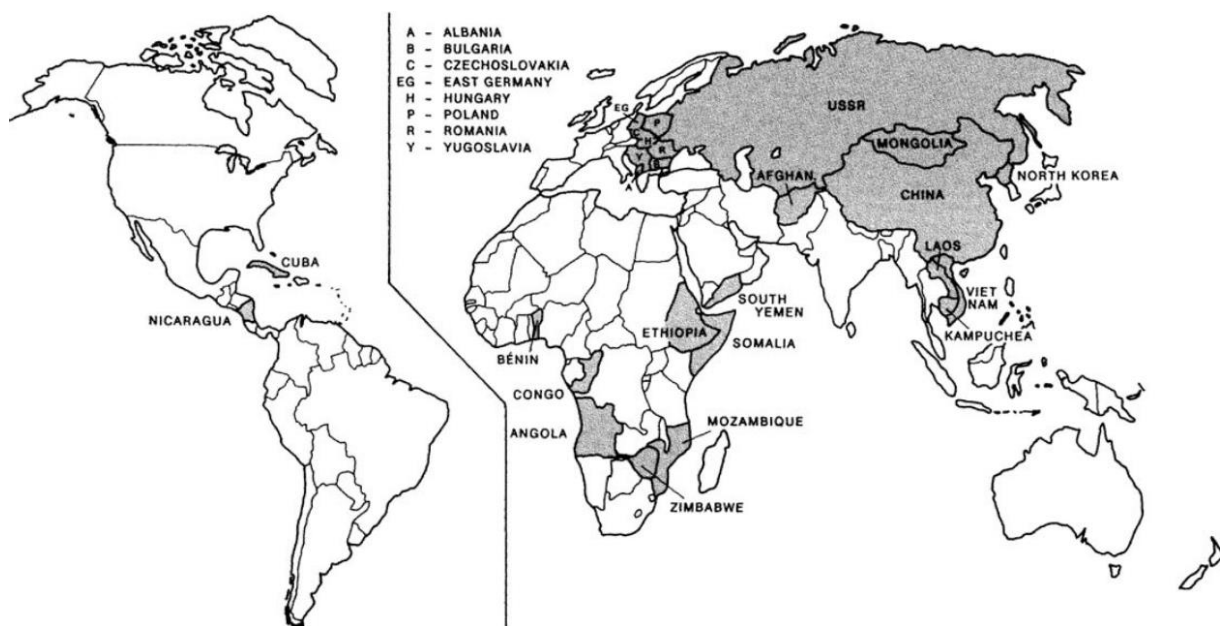 A - ALBANIA
B - BULGARIA
C - CZECHOSLOVAKIA
EG - EAST GERMANY
H - HUNGARY
P - POLAND
R - ROMANIA
Y - YUGOSLAVIA
EG
P
C
H
R
Y
B
A
USSR
MONGOLIA
AFGHAN.
NORTH KOREA
CHINA
CUBA
LAOS
NICARAGUA
SOUTH
YEMEN
VIET
NAM
ETHIOPIA
KAMPUCHEA
SOMALIA
BÉNIN
CONGO
MOZAMBIQUE
ANGOLA
ZIMBABWE